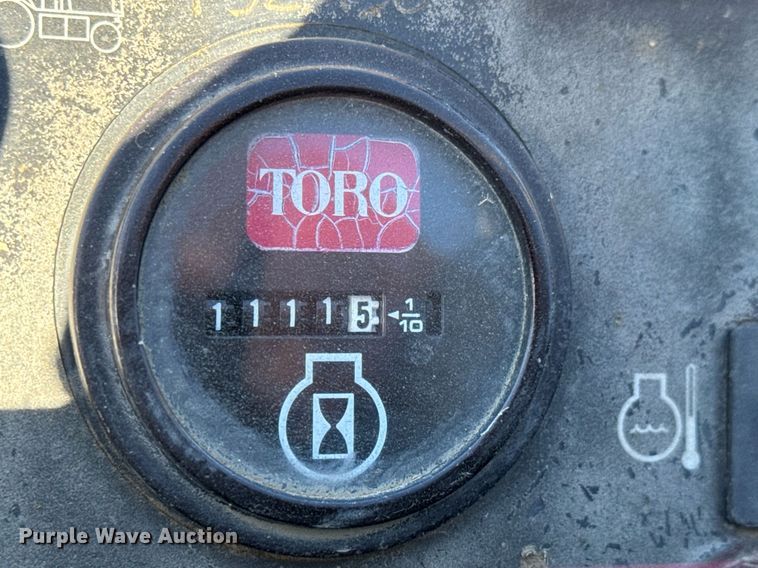 TORO
11115 ◄1/10
Purple Wave Auction